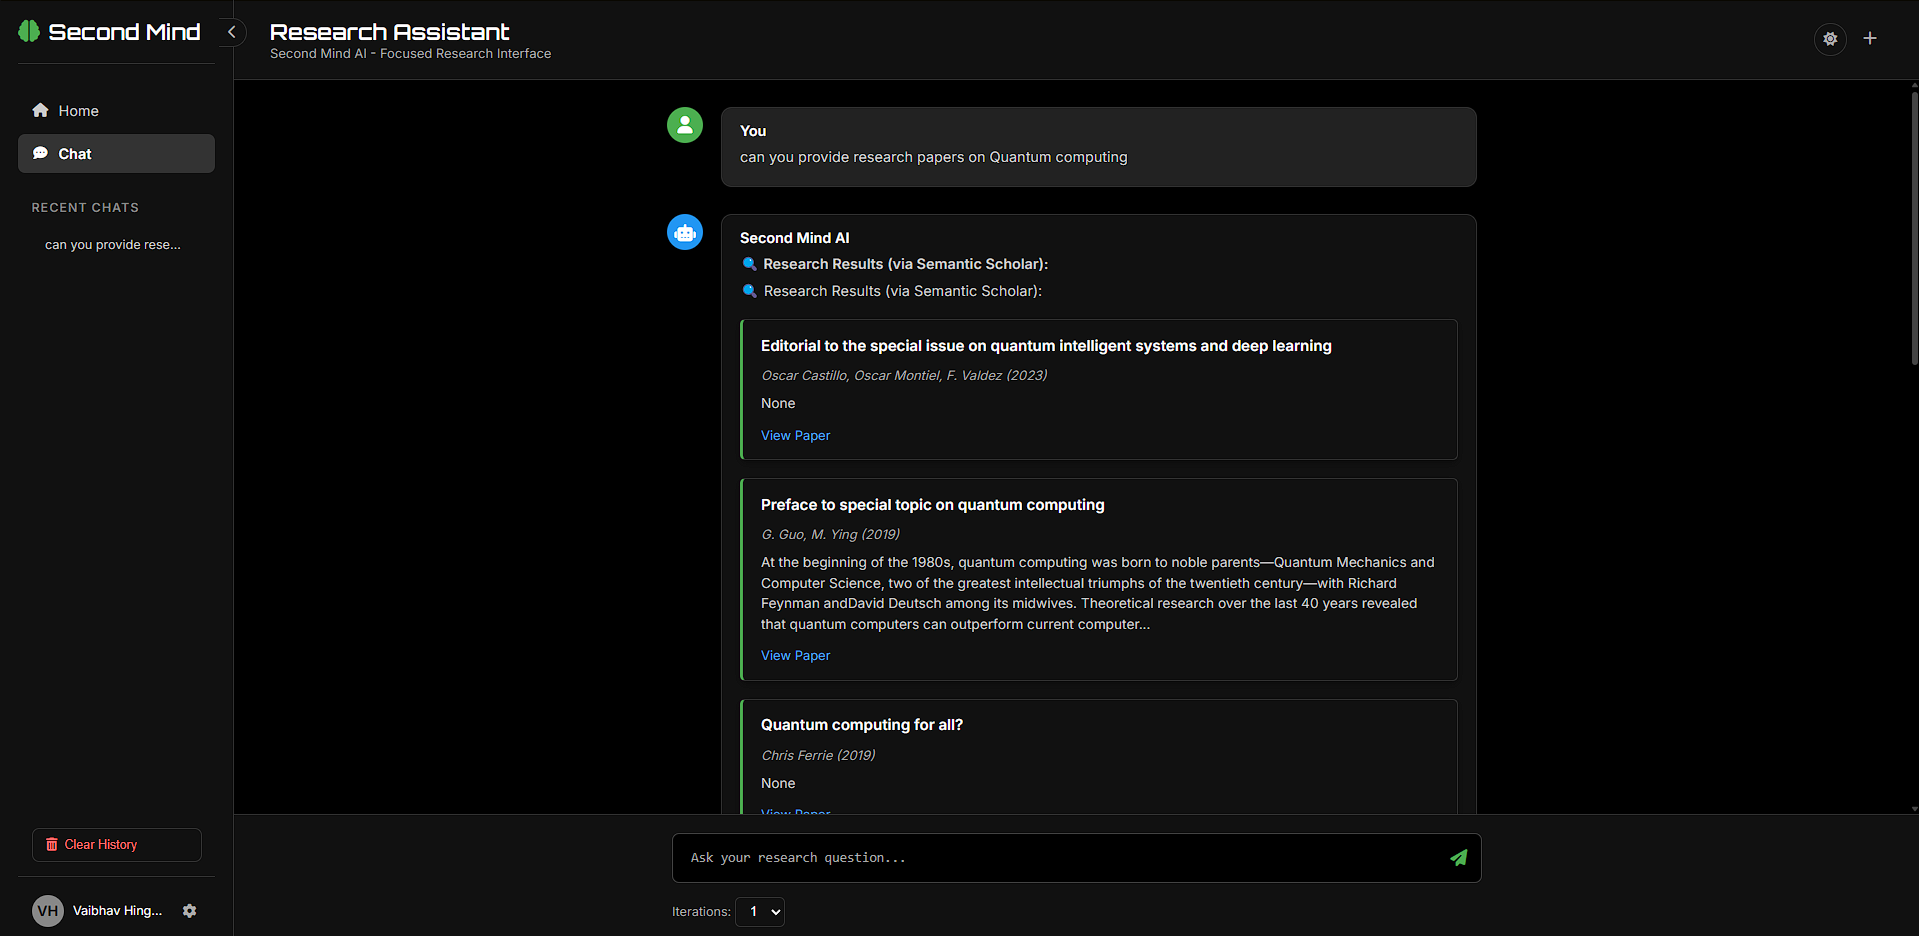 Second Mind
Home
Chat
RECENT CHATS
can you provide rese...
Clear History
VH
Vaibhav Hing...
Research Assistant
Second Mind AI - Focused Research Interface
You
can you provide research papers on Quantum computing
Second Mind AI
Research Results (via Semantic Scholar):
Research Results (via Semantic Scholar):
Editorial to the special issue on quantum intelligent systems and deep learning
Oscar Castillo, Oscar Montiel, F. Valdez (2023)
None
View Paper
Preface to special topic on quantum computing
G. Guo, M. Ying (2019)
At the beginning of the 1980s, quantum computing was born to noble parents—Quantum Mechanics and
Computer Science, two of the greatest intellectual triumphs of the twentieth century—with Richard
Feynman andDavid Deutsch among its midwives. Theoretical research over the last 40 years revealed
that quantum computers can outperform current computer...
View Paper
Quantum computing for all?
Chris Ferrie (2019)
None
View Paper
Ask your research question...
Iterations: 1